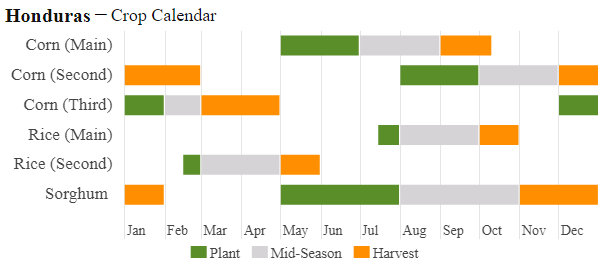 Honduras — Crop Calendar
Corn (Main)
Corn (Second)
Corn (Third)
Rice (Main)
Rice (Second)
Sorghum
Jan Feb Mar Apr May Jun Jul Aug Sep Oct Nov Dec
Plant Mid-Season Harvest